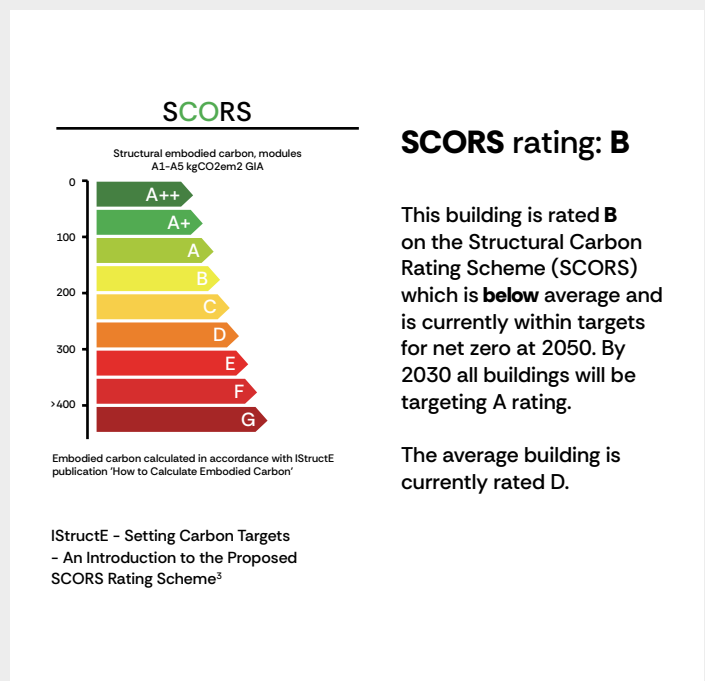 SCORS
Structural embodied carbon, modules
A1-A5 kgCO2em2 GIA
0
100
200
300
>400
A++
A+
A
B
C
D
E
F
G
Embodied carbon calculated in accordance with IStructE
publication 'How to Calculate Embodied Carbon'
IStructE - Setting Carbon Targets
- An Introduction to the Proposed
SCORS Rating Scheme³
SCORS rating: B
This building is rated B
on the Structural Carbon
Rating Scheme (SCORS)
which is below average and
is currently within targets
for net zero at 2050. By
2030 all buildings will be
targeting A rating.
The average building is
currently rated D.